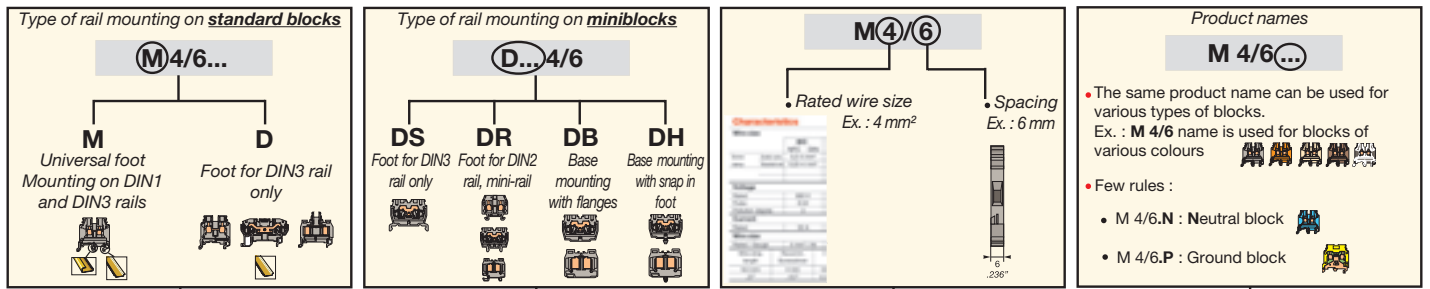 Type of rail mounting on standard blocks
M 4/6...
M
Universal foot
Mounting on DIN1
and DIN3 rails
D
Foot for DIN3 rail
only
Type of rail mounting on miniblocks
D... 4/6
DS
Foot for DIN3
rail only
DR
Foot for DIN2
rail, mini-rail
DB
Base
mounting
with flanges
DH
Base mounting
with snap in
foot
M 4/6
• Rated wire size
Ex. : 4 mm²
• Spacing
Ex. : 6 mm
Characteristics
6
.236"
Product names
M 4/6...
• The same product name can be used for
various types of blocks.
Ex. : M 4/6 name is used for blocks of
various colours
• Few rules :
• M 4/6.N : Neutral block
• M 4/6.P : Ground block